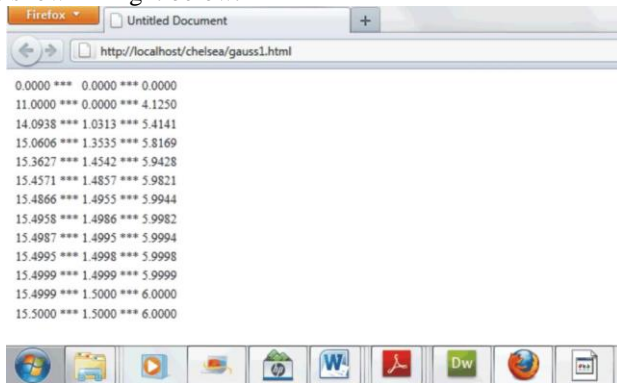 Firefox
Untitled Document
+
http://localhost/chelsea/gauss1.html
0.0000 *** 0.0000 *** 0.0000
11.0000 *** 0.0000 *** 4.1250
14.0938 *** 1.0313 *** 5.4141
15.0606 *** 1.3535 *** 5.8169
15.3627 *** 1.4542 *** 5.9428
15.4571 *** 1.4857 *** 5.9821
15.4866 *** 1.4955 *** 5.9944
15.4958 *** 1.4986 *** 5.9982
15.4987 *** 1.4995 *** 5.9994
15.4995 *** 1.4998 *** 5.9998
15.4999 *** 1.4999 *** 5.9999
15.4999 *** 1.5000 *** 6.0000
15.5000 *** 1.5000 *** 6.0000
W
Dw